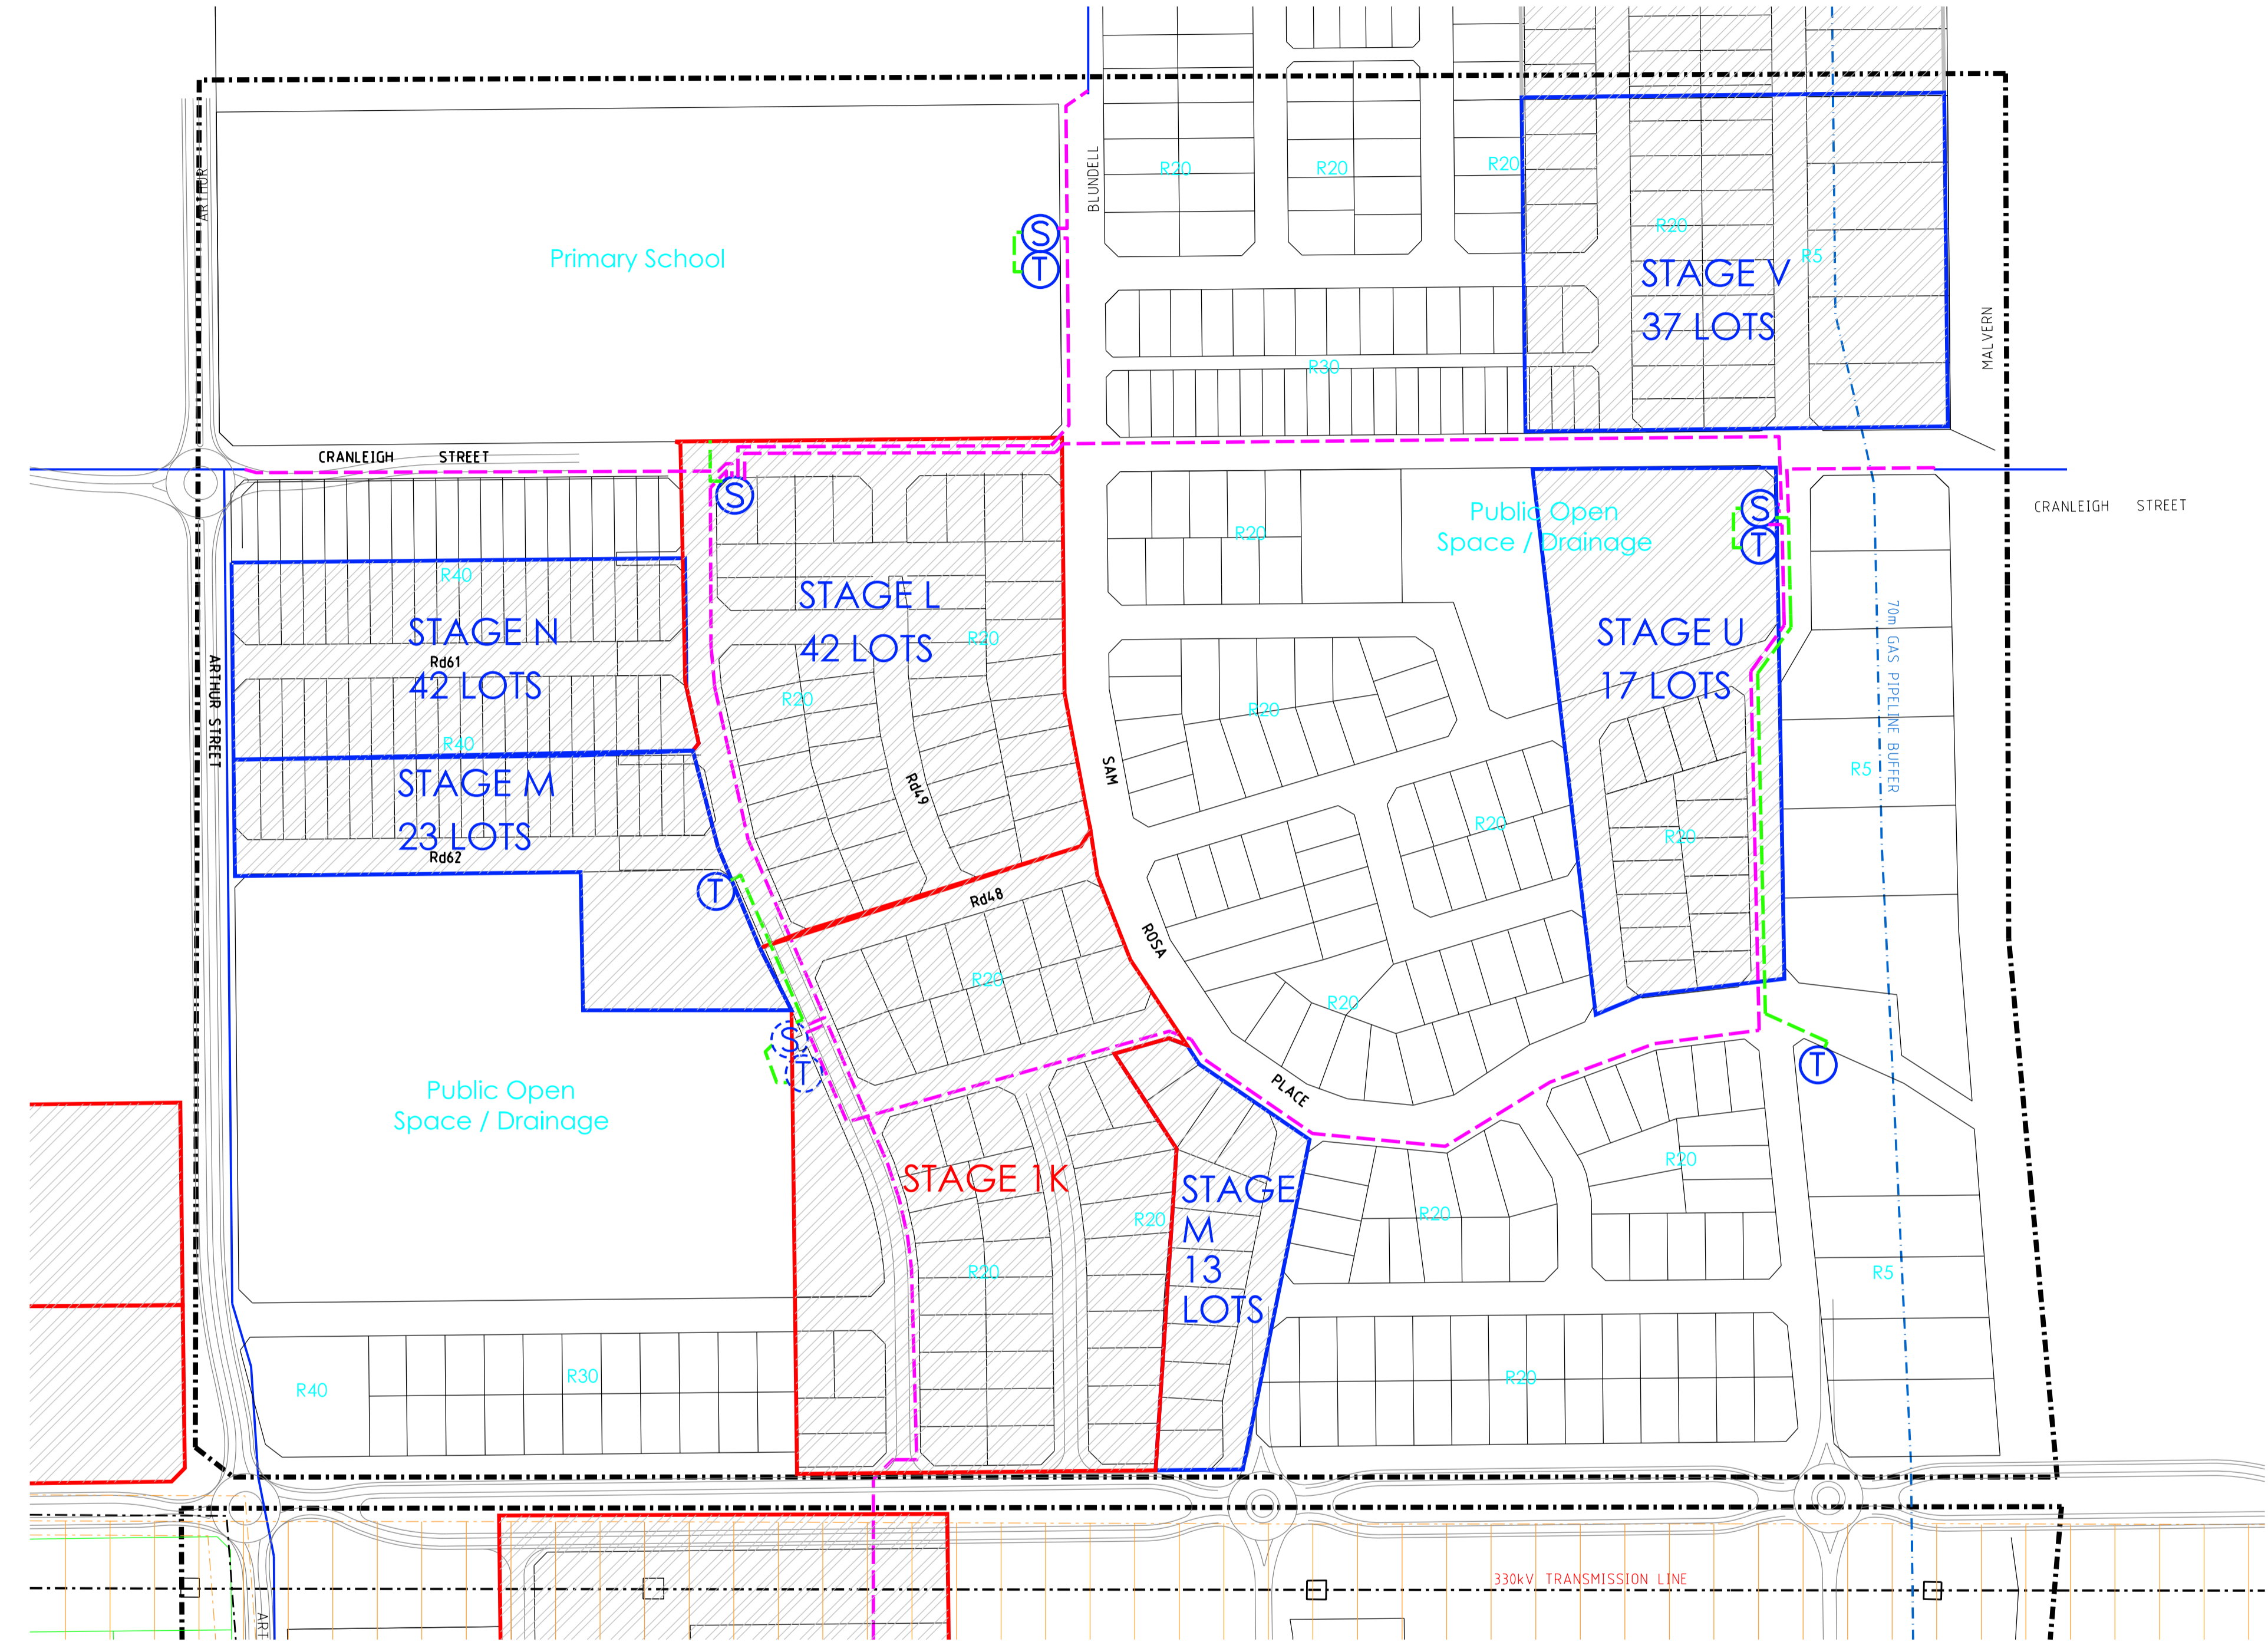 ARTHUR
BLUNDELL
R20
R20
R20
R20
R5
Primary School
S
T
STAGE V
37 LOTS
MALVERN
R30
CRANLEIGH STREET
S
CRANLEIGH STREET
Public Open
Space / Drainage
R20
S
T
R40
STAGE N
42 LOTS
Rd61
R40
STAGE L
42 LOTS
R20
R20
STAGE U
17 LOTS
R20
70m GAS PIPELINE BUFFER
ARTHUR STREET
STAGE M
23 LOTS
Rd62
Rd49
SAM
R20
R20
R5
T
Rd48
ROSA
R20
R20
S
T
T
PLACE
Public Open
Space / Drainage
STAGE 1K
R20
STAGE
M
13
LOTS
R20
R20
R20
R5
R40
R30
R20
330kV TRANSMISSION LINE
ART